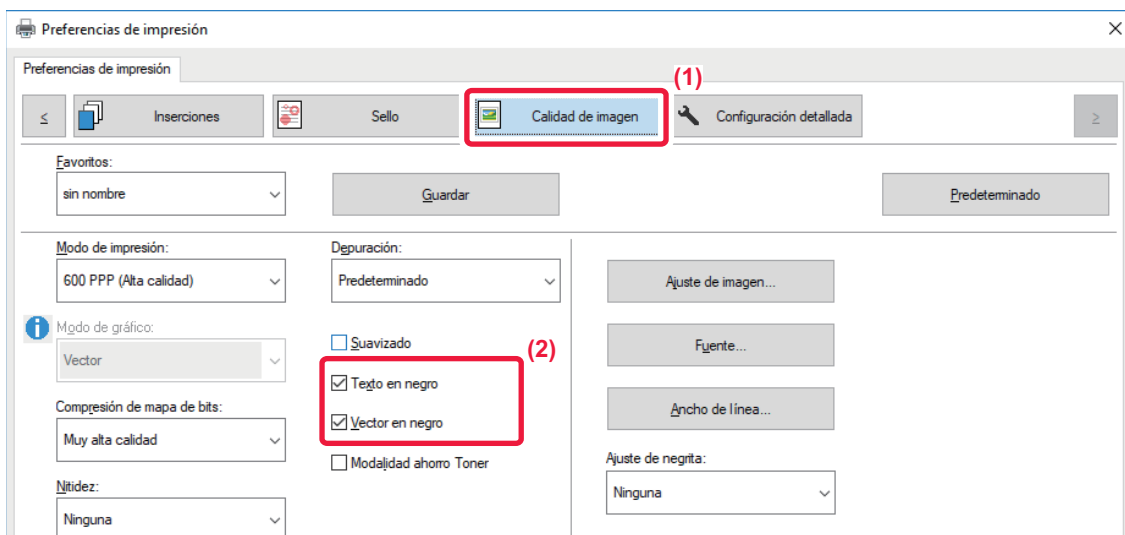 Preferencias de impresión
Preferencias de impresión
(1)
< Inserciones Sello Calidad de imagen Configuración detallada >
Favoritos:
sin nombre Guardar Predeterminado
Modo de impresión: Depuración:
600 PPP (Alta calidad) Predeterminado Ajuste de imagen...
Modo de gráfico:
Vector Suavizado (2) Fuente...
Texto en negro
Compresión de mapa de bits: Vector en negro Ancho de línea...
Muy alta calidad
Modalidad ahorro Toner Ajuste de negrita:
Nitidez:
Ninguna Ninguna